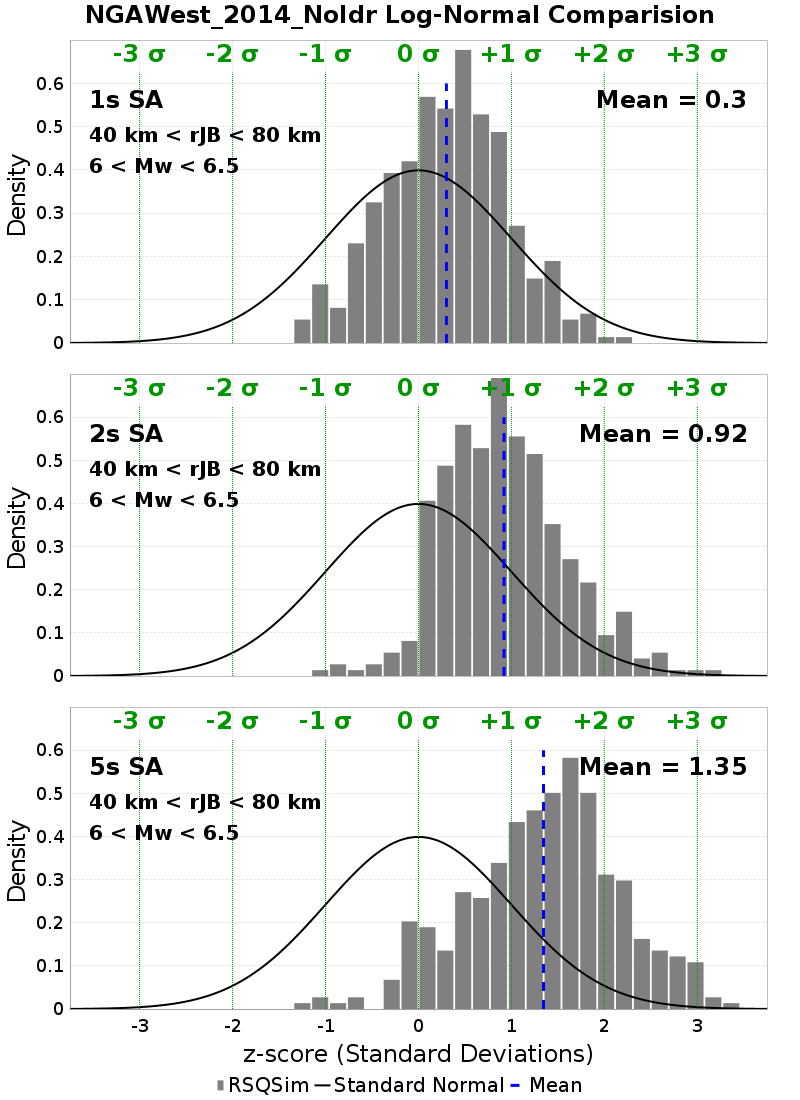 NGAWest_2014_NoIdr Log-Normal Comparision
-3 σ -2 σ -1 σ 0 σ +1 σ +2 σ +3 σ
1s SA Mean = 0.3
40 km < rJB < 80 km
6 < Mw < 6.5
Density
0.6
0.5
0.4
0.3
0.2
0.1
0
-3 σ -2 σ -1 σ 0 σ +1 σ +2 σ +3 σ
2s SA Mean = 0.92
40 km < rJB < 80 km
6 < Mw < 6.5
Density
0.6
0.5
0.4
0.3
0.2
0.1
0
-3 σ -2 σ -1 σ 0 σ +1 σ +2 σ +3 σ
5s SA Mean = 1.35
40 km < rJB < 80 km
6 < Mw < 6.5
Density
0.6
0.5
0.4
0.3
0.2
0.1
0
-3 -2 -1 0 1 2 3
z-score (Standard Deviations)
RSQSim Standard Normal Mean